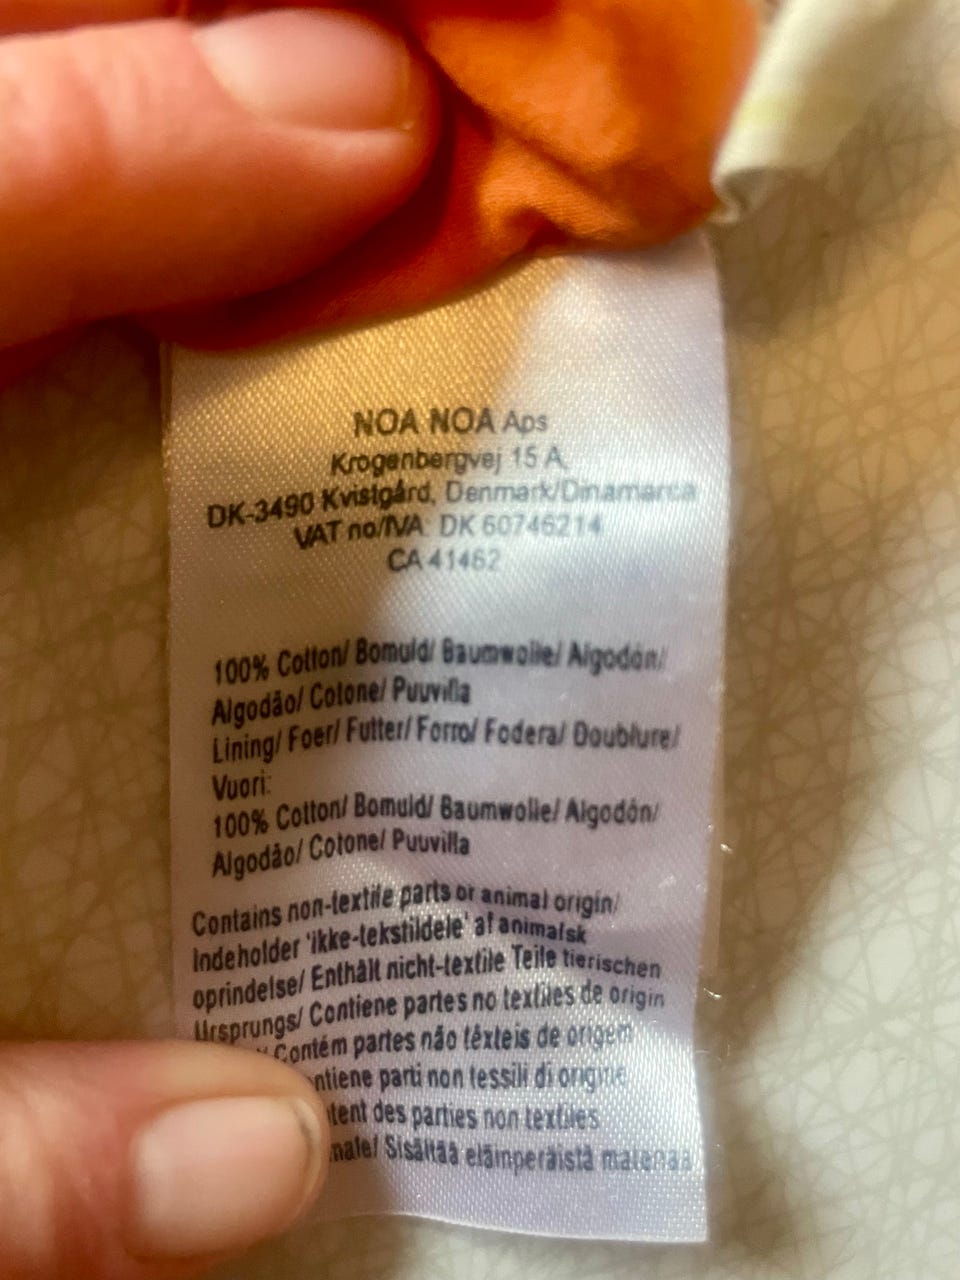 NOA NOA Aps
Krogenbergvej 15 A,
DK-3490 Kvistgård, Denmark/Dinamarca
VAT no/IVA: DK 60746214
CA 41462
100% Cotton/ Bomuld/ Baumwolle/ Algodón/
Algodão/ Cotone/ Puuvilla
Lining/ Foer/ Futter/ Forro/ Fodera/ Doublure/
Vuori:
100% Cotton/ Bomuld/ Baumwolle/ Algodón/
Algodão/ Cotone/ Puuvilla
Contains non-textile parts or animal origin/
Indeholder 'ikke-tekstildele' af animalsk
oprindelse/ Enthält nicht-textile Teile tierischen
Ursprungs/ Contiene partes no textiles de origin
Contém partes não têxteis de origem
ntiene parti non tessili di origine
tent des parties non textiles
male/ Sisältää eläinperäistä